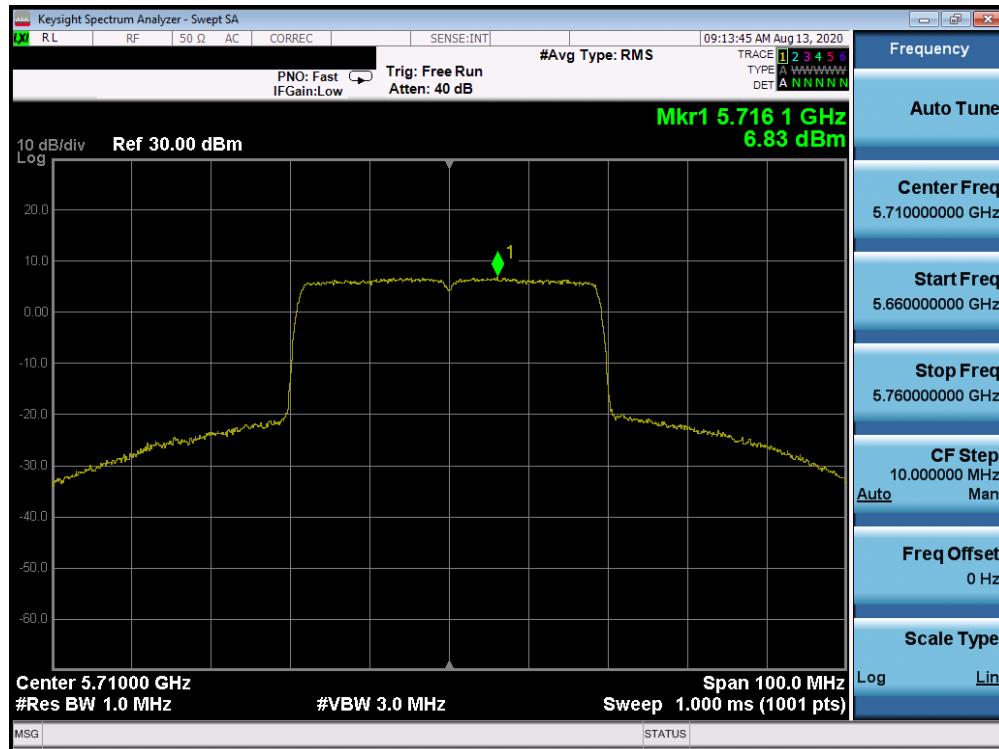 Keysight Spectrum Analyzer - Swept SA
LXI RL RF 50 Ω AC CORREC SENSE:INT 09:13:45 AM Aug 13, 2020
#Avg Type: RMS TRACE 1 2 3 4 5 6
PNO: Fast Trig: Free Run TYPE A WWWWW
IFGain:Low Atten: 40 dB DET A N N N N N
Mkr1 5.716 1 GHz
6.83 dBm
10 dB/div Ref 30.00 dBm
Log
20.0
10.0
0.00
-10.0
-20.0
-30.0
-40.0
-50.0
-60.0
1
Center 5.71000 GHz Span 100.0 MHz
#Res BW 1.0 MHz #VBW 3.0 MHz Sweep 1.000 ms (1001 pts)
MSG STATUS
Frequency
Auto Tune
Center Freq
5.710000000 GHz
Start Freq
5.660000000 GHz
Stop Freq
5.760000000 GHz
CF Step
10.000000 MHz
Auto Man
Freq Offset
0 Hz
Scale Type
Log Lin